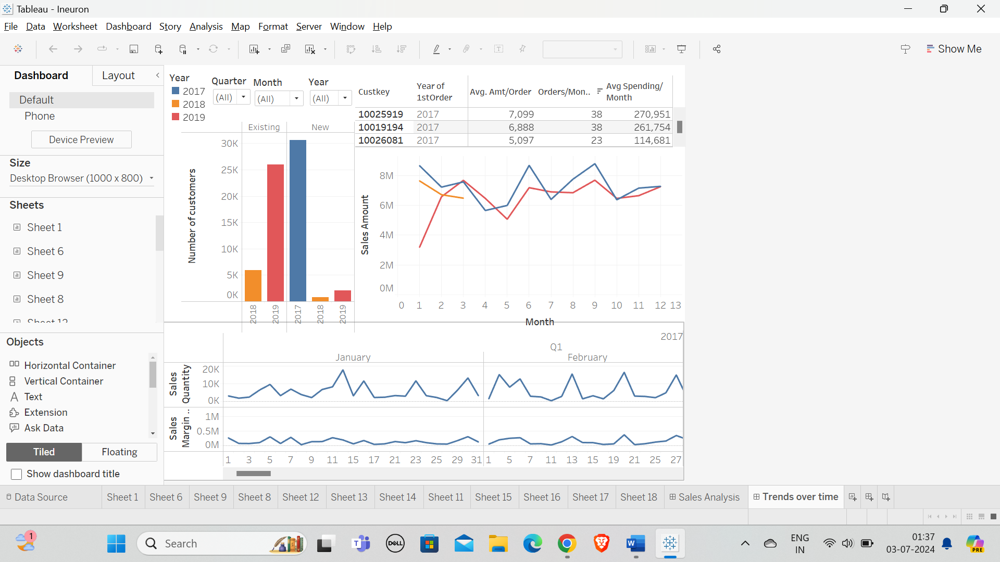 Tableau - Ineuron
File Data Worksheet Dashboard Story Analysis Map Format Server Window Help
Show Me
Dashboard Layout
Default
Phone
Device Preview
Size
Desktop Browser (1000 x 800)
Sheets
Sheet 1
Sheet 6
Sheet 9
Sheet 8
Sheet 12
Objects
Horizontal Container
Vertical Container
Text
Extension
Ask Data
Tiled Floating
Show dashboard title
Year
2017
2018
2019
Quarter Month Year
(All) (All) (All)
Custkey Year of 1stOrder Avg. Amt/Order Orders/Mon.. Avg Spending/ Month
10025919 2017 7,099 38 270,951
10019194 2017 6,888 38 261,754
10026081 2017 5,097 23 114,681
Existing New
Number of customers
30K
25K
20K
15K
10K
5K
0K
2018 2019 2017 2018 2019
Sales Amount
8M
6M
4M
2M
0M
0 1 2 3 4 5 6 7 8 9 10 11 12 13
Month
2017
Q1
January February
Sales Quantity
20K
10K
0K
Sales Margin ..
1M
0.5M
0M
1 3 5 7 9 11 15 17 21 23 25 29 31 1 5 7 11 13 15 19 21 25 27
Data Source Sheet 1 Sheet 6 Sheet 9 Sheet 8 Sheet 12 Sheet 13 Sheet 14 Sheet 11 Sheet 15 Sheet 16 Sheet 17 Sheet 18 Sales Analysis Trends over time
1
Search
DELL
ENG
IN
01:37
03-07-2024
PRE